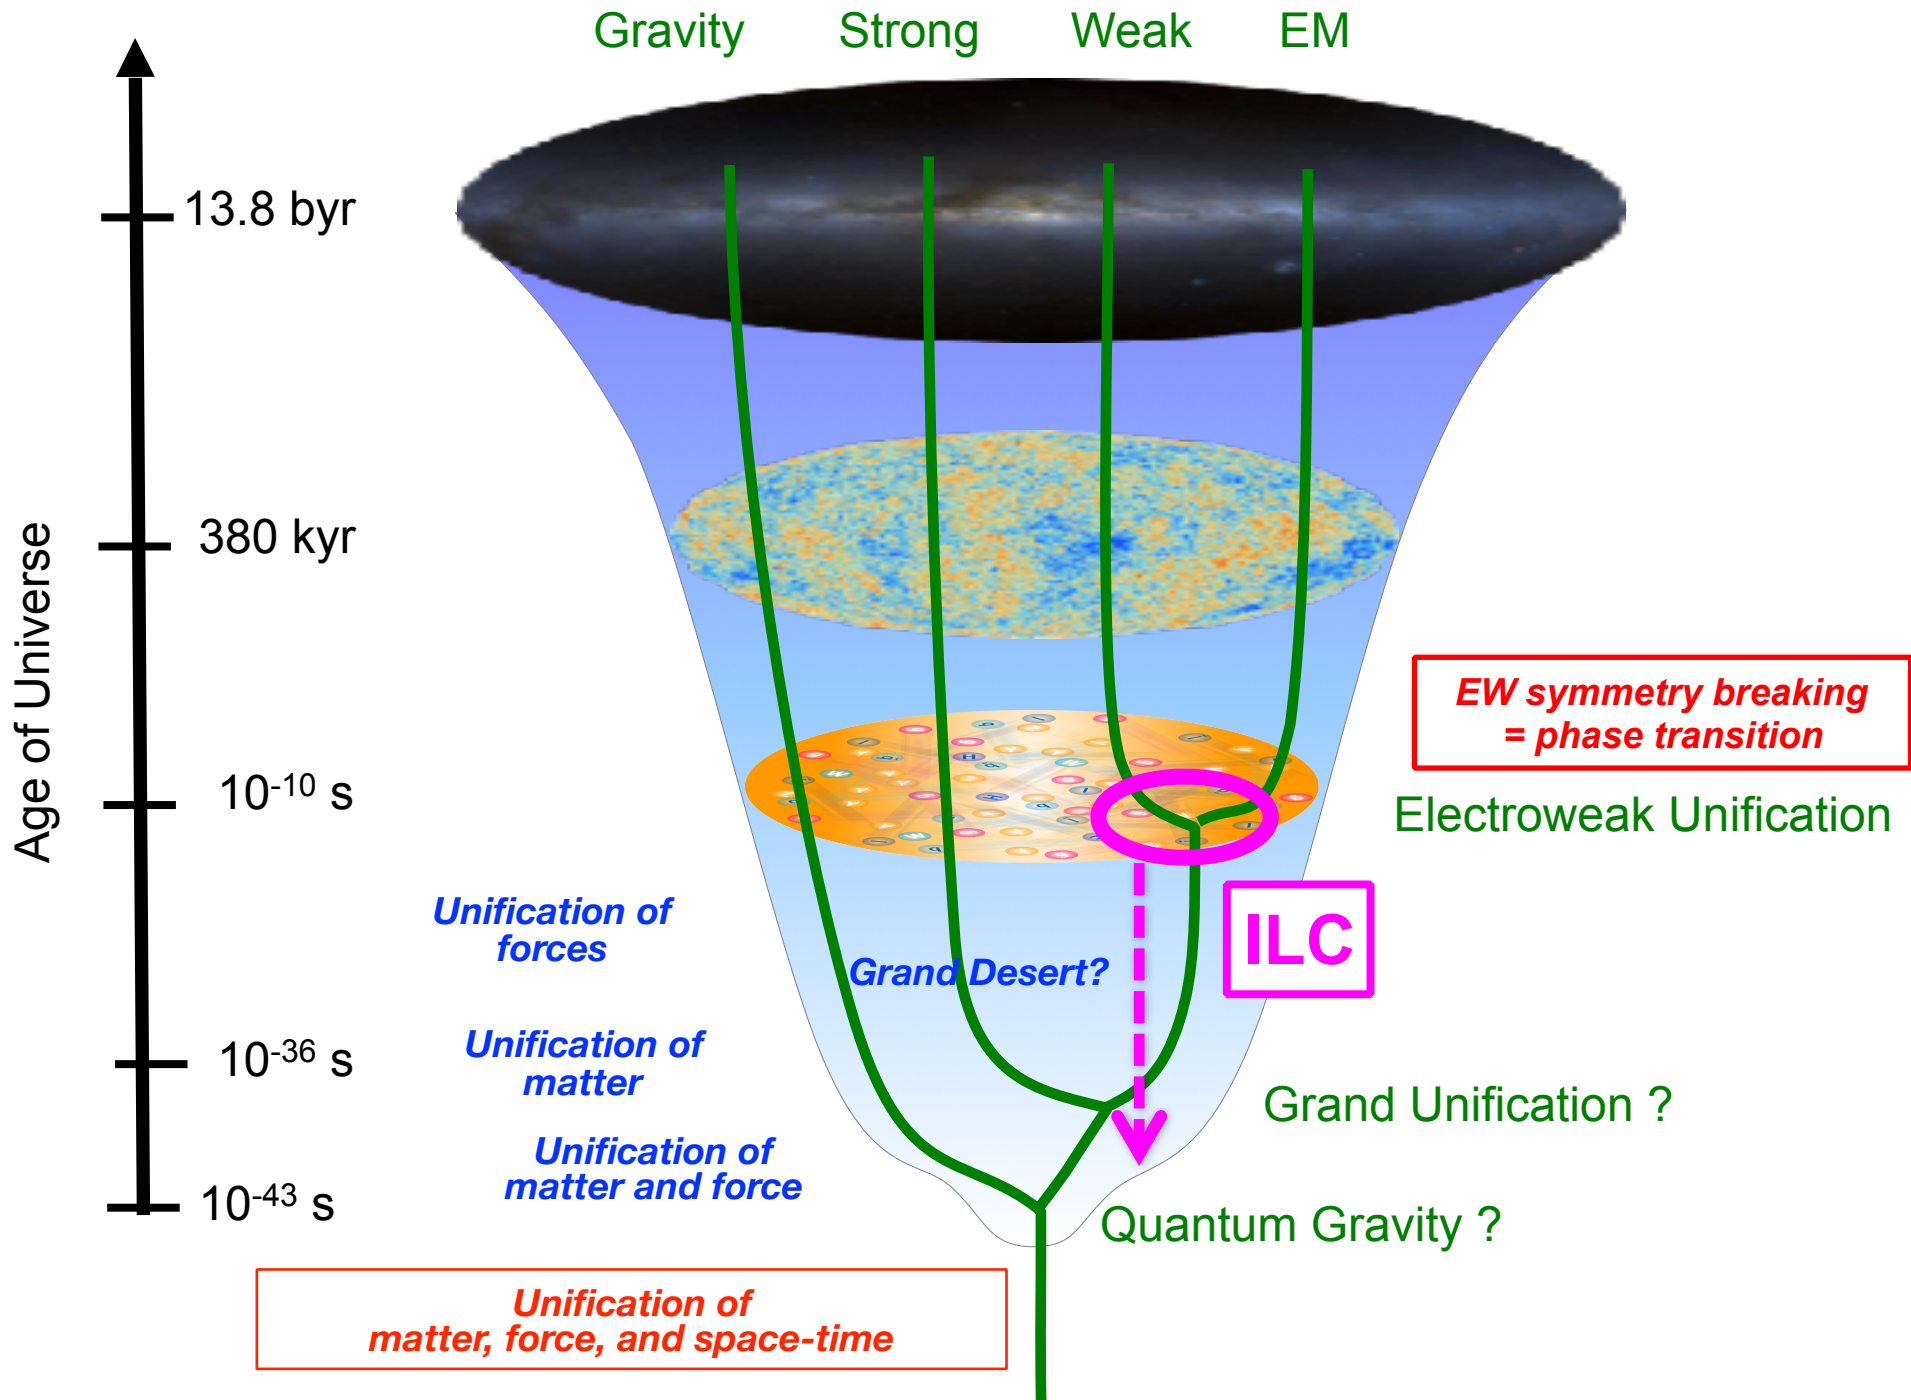 Gravity Strong Weak EM
13.8 byr
380 kyr
Age of Universe
EW symmetry breaking
= phase transition
10⁻¹⁰ s
Electroweak Unification
Unification of
forces
ILC
Grand Desert?
10⁻³⁶ s
Unification of
matter
Grand Unification ?
Unification of
matter and force
10⁻⁴³ s
Quantum Gravity ?
Unification of
matter, force, and space-time